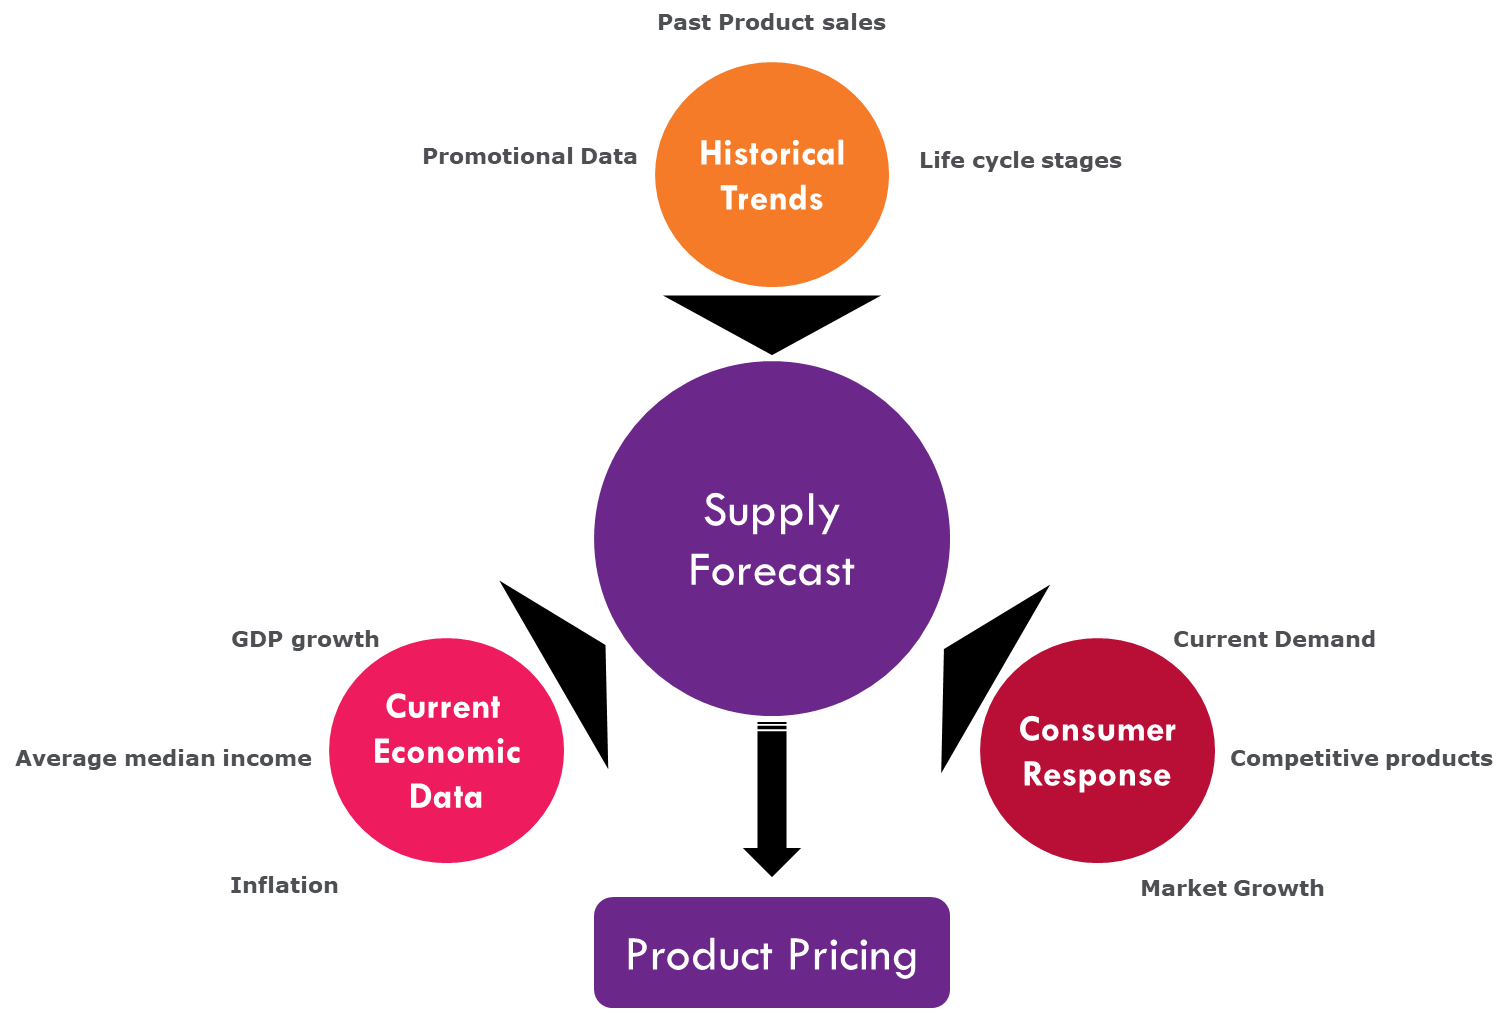 Past Product sales
Promotional Data
Historical
Trends
Life cycle stages
Supply
Forecast
GDP growth
Current
Economic
Data
Average median income
Inflation
Current Demand
Consumer
Response
Competitive products
Market Growth
Product Pricing